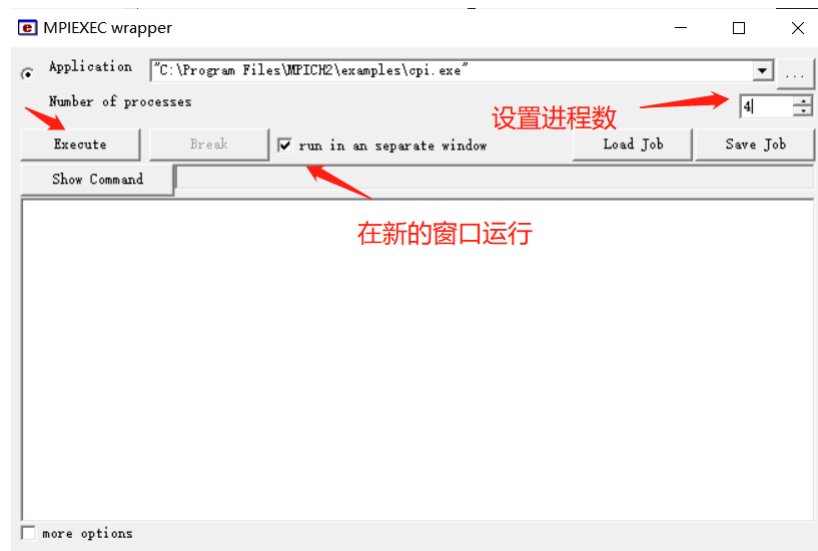 MPIEXEC wrapper
Application "C:\Program Files\MPICH2\examples\cpi.exe" ...
Number of processes 4
设置进程数
Execute Break run in an separate window Load Job Save Job
Show Command
在新的窗口运行
more options